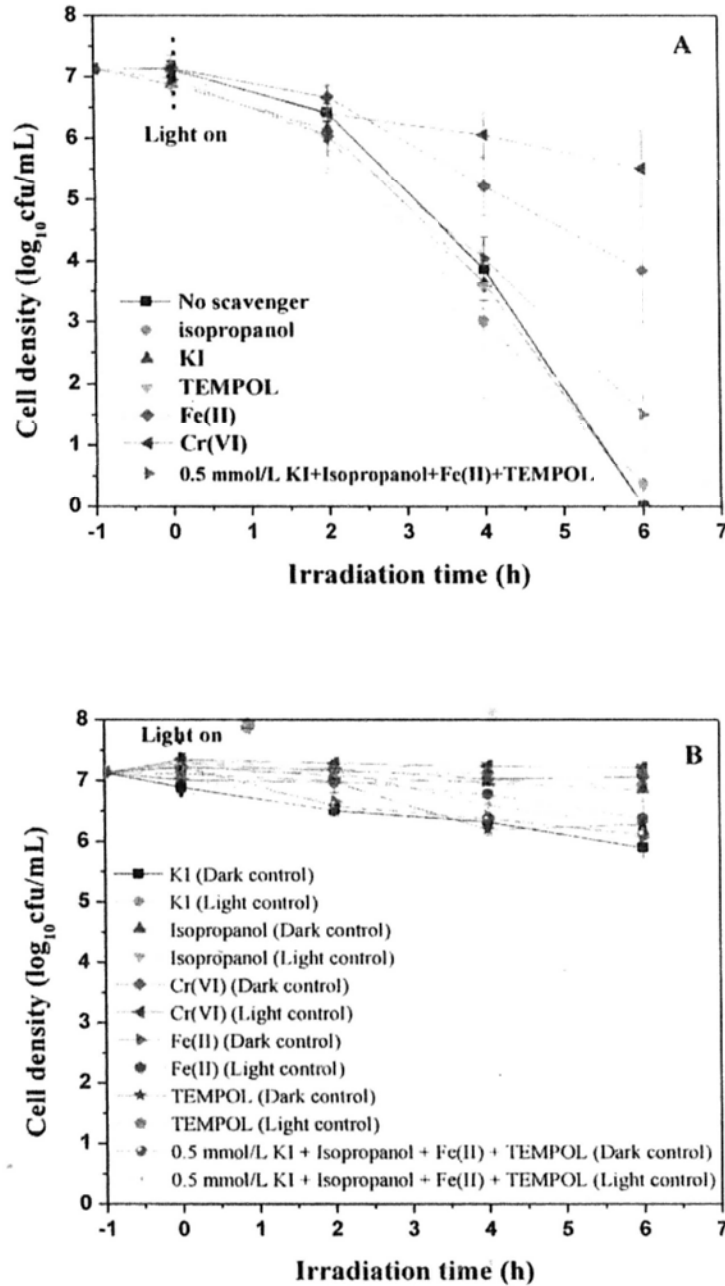 8
A
7
Light on
6
5
4
3
2
1
0
Cell density (log10cfu/mL)
No scavenger
isopropanol
KI
TEMPOL
Fe(II)
Cr(VI)
0.5 mmol/L KI+Isopropanol+Fe(II)+TEMPOL
-1 0 1 2 3 4 5 6 7
Irradiation time (h)
8
Light on
B
7
6
5
4
3
2
1
0
Cell density (log10cfu/mL)
KI (Dark control)
KI (Light control)
Isopropanol (Dark control)
Isopropanol (Light control)
Cr(VI) (Dark control)
Cr(VI) (Light control)
Fe(II) (Dark control)
Fe(II) (Light control)
TEMPOL (Dark control)
TEMPOL (Light control)
0.5 mmol/L KI + Isopropanol + Fe(II) + TEMPOL (Dark control)
0.5 mmol/L KI + Isopropanol + Fe(II) + TEMPOL (Light control)
-1 0 1 2 3 4 5 6 7
Irradiation time (h)